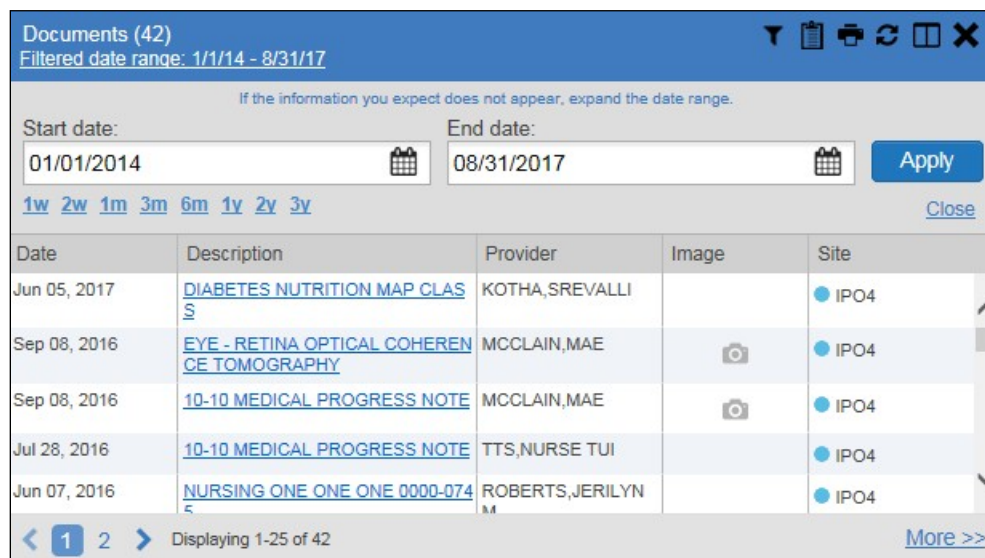 Documents (42)
Filtered date range: 1/1/14 - 8/31/17
If the information you expect does not appear, expand the date range.
Start date: End date:
01/01/2014 08/31/2017 Apply
1w 2w 1m 3m 6m 1y 2y 3y Close
Date Description Provider Image Site
Jun 05, 2017 DIABETES NUTRITION MAP CLAS KOTHA,SREVALLI IPO4
S
Sep 08, 2016 EYE - RETINA OPTICAL COHEREN MCCLAIN,MAE IPO4
CE TOMOGRAPHY
Sep 08, 2016 10-10 MEDICAL PROGRESS NOTE MCCLAIN,MAE IPO4
Jul 28, 2016 10-10 MEDICAL PROGRESS NOTE TTS,NURSE TUI IPO4
Jun 07, 2016 NURSING ONE ONE ONE 0000-074 ROBERTS,JERILYN IPO4
5 M
1 2 Displaying 1-25 of 42 More >>